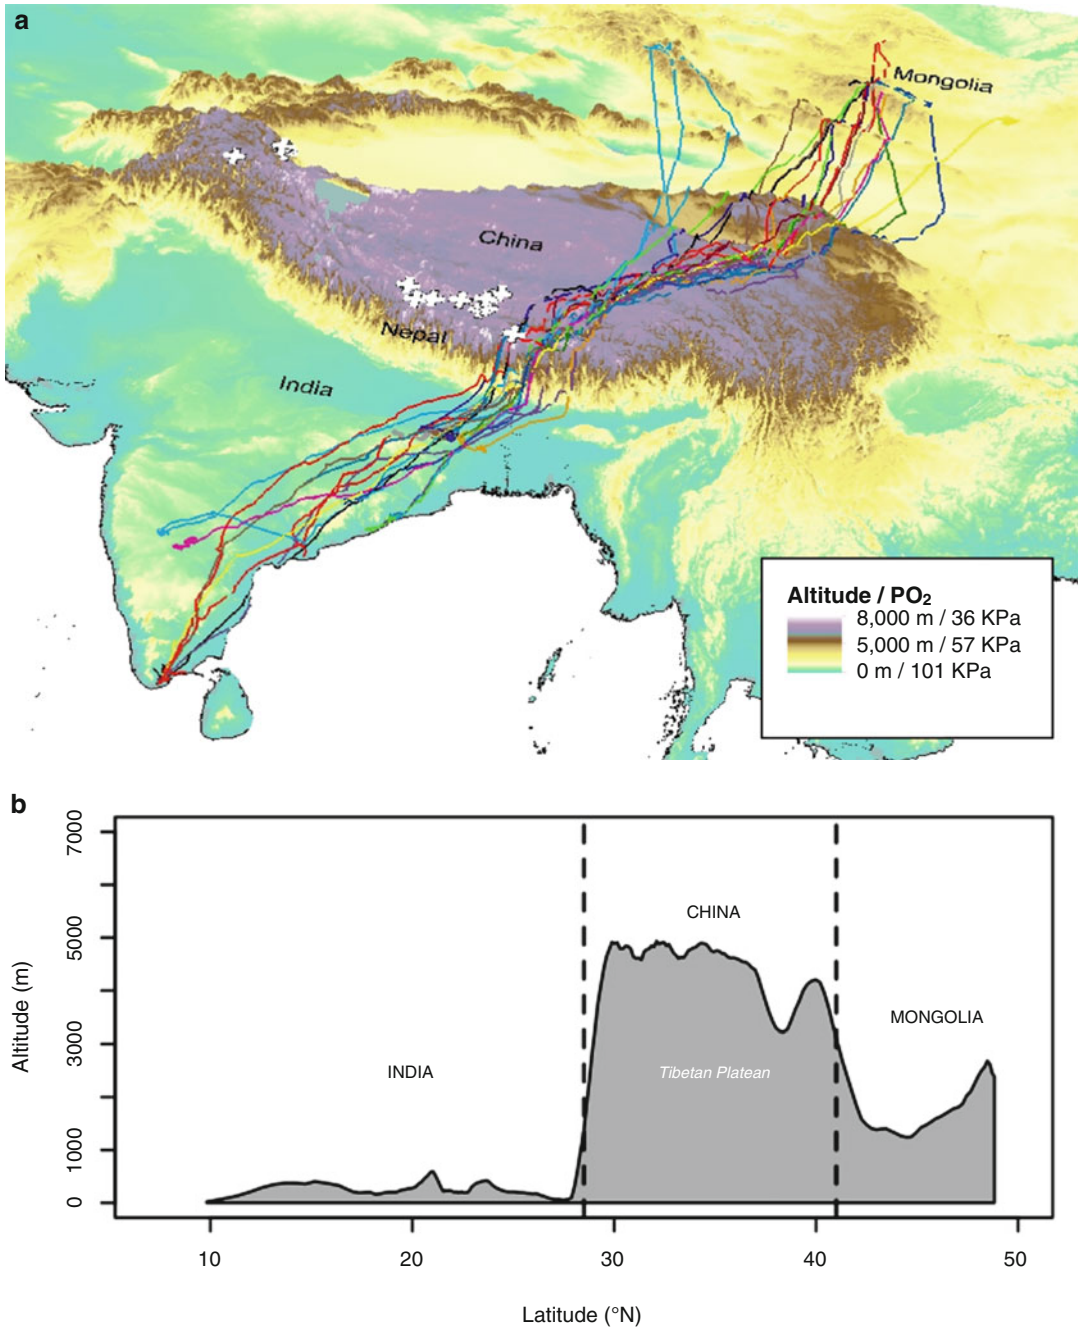 a
Mongolia
China
Nepal
India
Altitude / PO2
8,000 m / 36 KPa
5,000 m / 57 KPa
0 m / 101 KPa
b
7000
5000
3000
1000
0
Altitude (m)
CHINA
MONGOLIA
INDIA
Tibetan Platean
10
20
30
40
50
Latitude (°N)